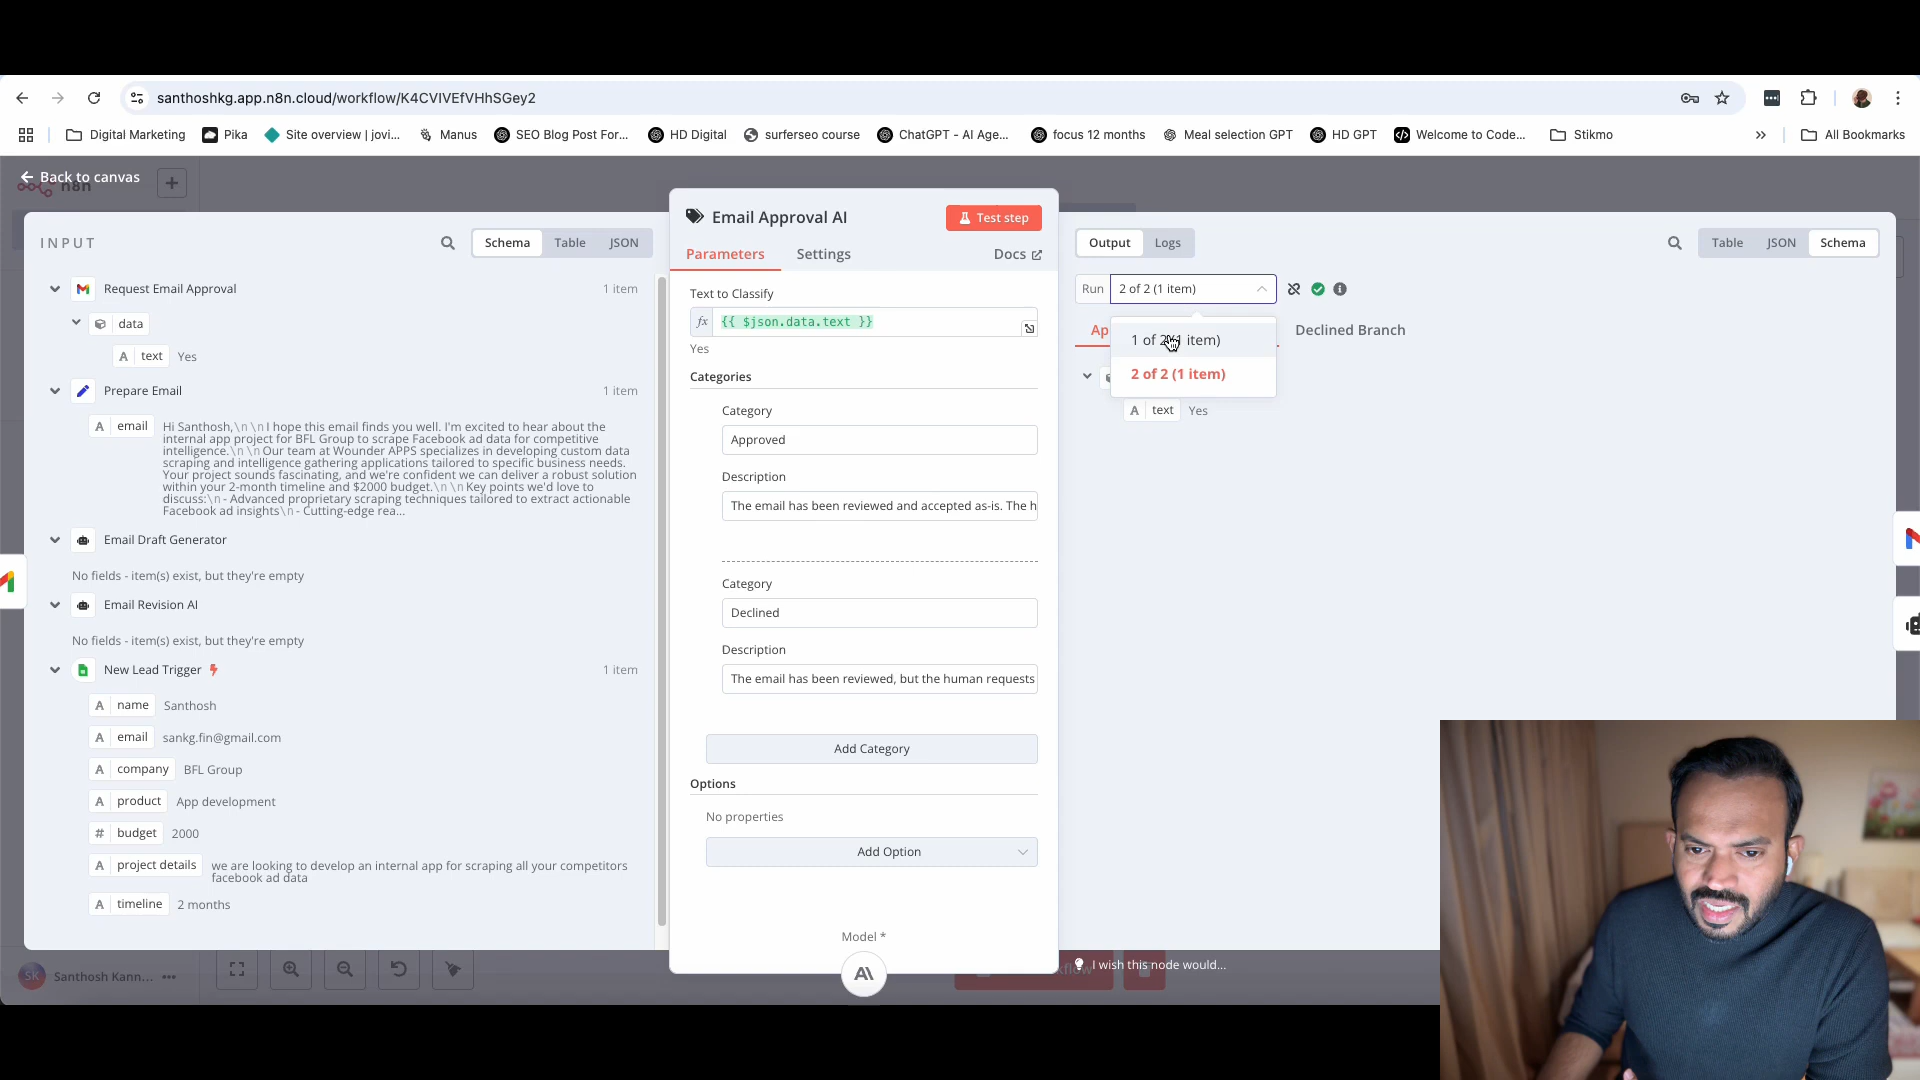 santhoshkg.app.n8n.cloud/workflow/K4CVIVEfVHhSGey2
Digital Marketing
Pika
Site overview | jovi...
Manus
SEO Blog Post For...
HD Digital
surferseo course
ChatGPT - AI Age...
focus 12 months
Meal selection GPT
HD GPT
Welcome to Code...
Stikmo
All Bookmarks
Back to canvas
n8n
INPUT
Schema
Table
JSON
Request Email Approval
1 item
data
A text Yes
Prepare Email
1 item
A email
Hi Santhosh,\n\nI hope this email finds you well. I'm excited to hear about the
internal app project for BFL Group to scrape Facebook ad data for competitive
intelligence.\n\nOur team at Wounder APPS specializes in developing custom data
scraping and intelligence gathering applications tailored to specific business needs.
Your project sounds fascinating, and we're confident we can deliver a robust solution
within your 2-month timeline and $2000 budget.\n\nKey points we'd love to
discuss:\n- Advanced proprietary scraping techniques tailored to extract actionable
Facebook ad insights\n- Cutting-edge rea...
Email Draft Generator
No fields - item(s) exist, but they're empty
Email Revision AI
No fields - item(s) exist, but they're empty
New Lead Trigger
1 item
A name Santhosh
A email sankg.fin@gmail.com
A company BFL Group
A product App development
# budget 2000
A project details we are looking to develop an internal app for scraping all your competitors
facebook ad data
A timeline 2 months
SK Santhosh Kann...
Email Approval AI
Test step
Parameters
Settings
Docs
Text to Classify
fx {{ $json.data.text }}
Yes
Categories
Category
Approved
Description
The email has been reviewed and accepted as-is. The h
Category
Declined
Description
The email has been reviewed, but the human requests
Add Category
Options
No properties
Add Option
Model *
Output
Logs
Table
JSON
Schema
Run
2 of 2 (1 item)
Ap
1 of 2 (1 item)
2 of 2 (1 item)
Declined Branch
A text Yes
I wish this node would...